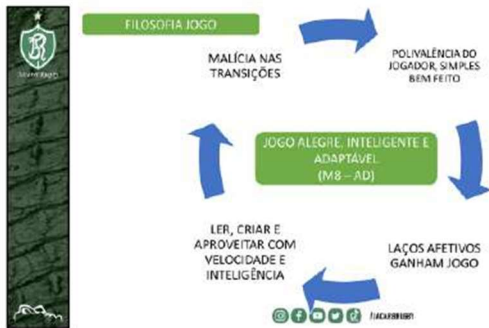 FILOSOFIA JOGO
MALÍCIA NAS
TRANSIÇÕES
POLIVALÊNCIA DO
JOGADOR, SIMPLES
BEM FEITO
JOGO ALEGRE, INTELIGENTE E
ADAPTÁVEL
(M8 – AD)
LER, CRIAR E
APROVEITAR COM
VELOCIDADE E
INTELIGÊNCIA
LAÇOS AFETIVOS
GANHAM JOGO
/JACAREIRUGBY